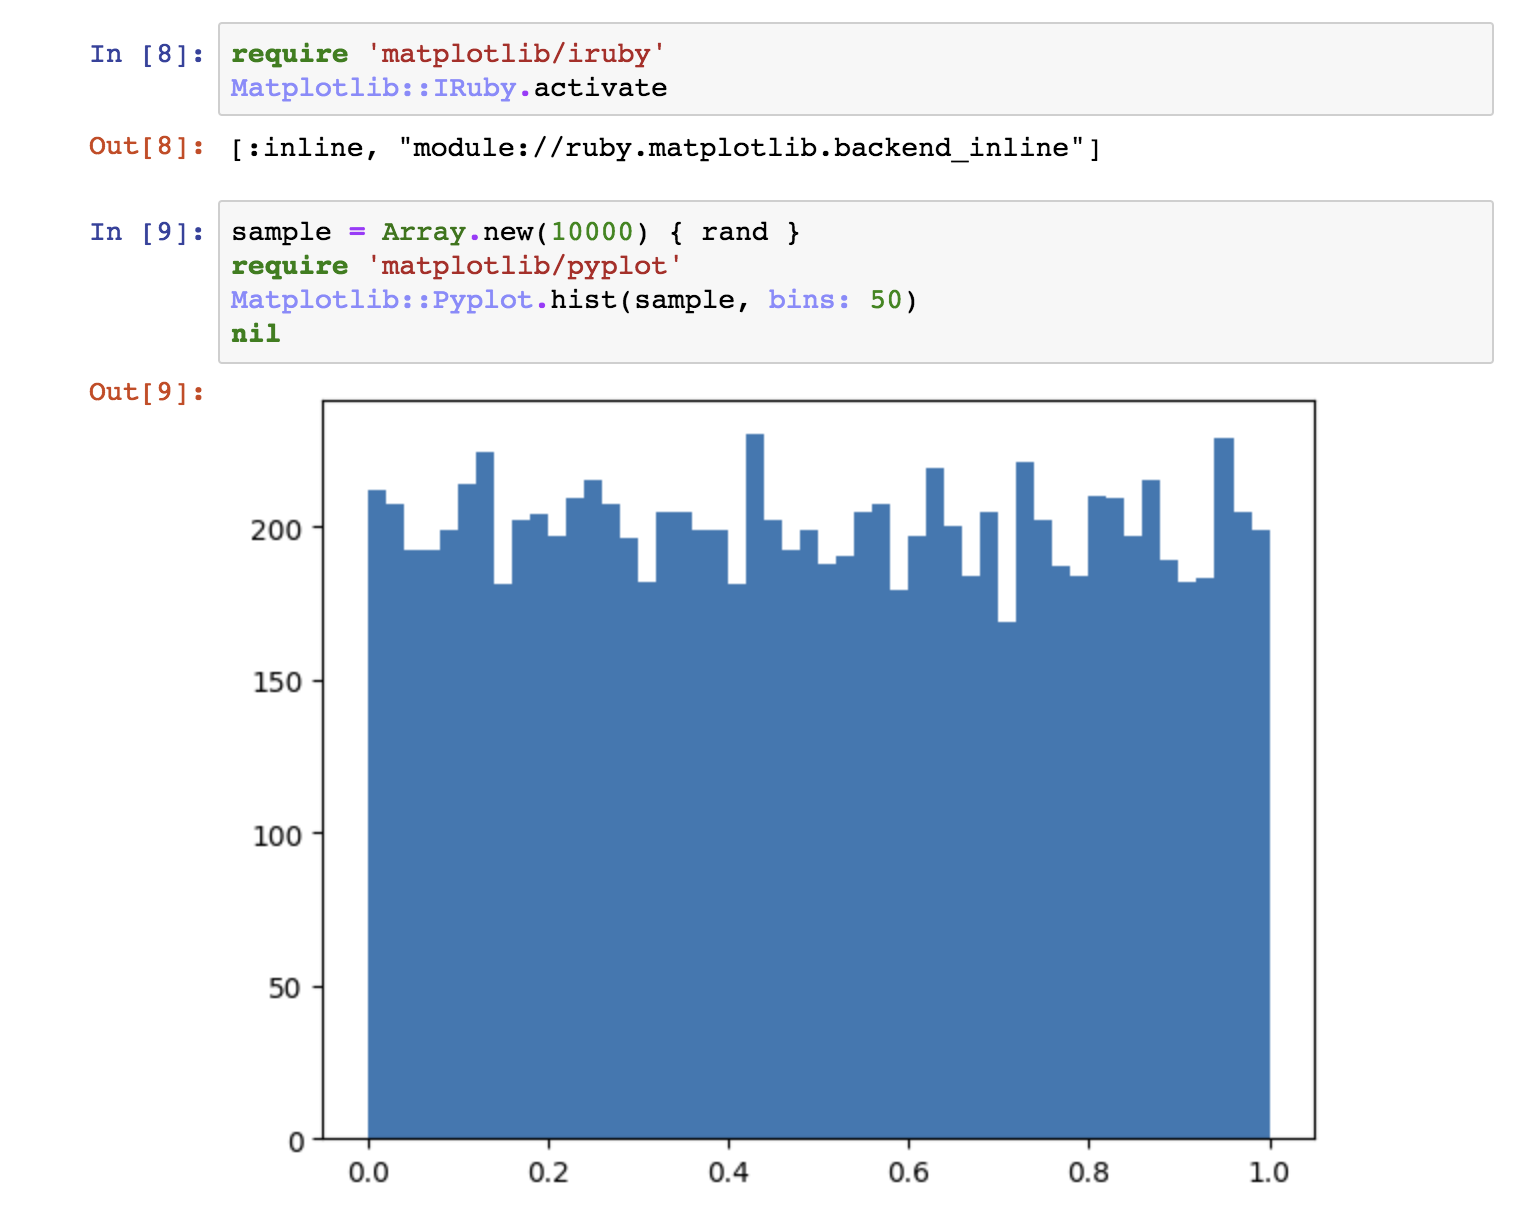 In [8]: require 'matplotlib/iruby'
Matplotlib::IRuby.activate
Out[8]: [:inline, "module://ruby.matplotlib.backend_inline"]
In [9]: sample = Array.new(10000) { rand }
require 'matplotlib/pyplot'
Matplotlib::Pyplot.hist(sample, bins: 50)
nil
Out[9]:
200
150
100
50
0
0.0 0.2 0.4 0.6 0.8 1.0